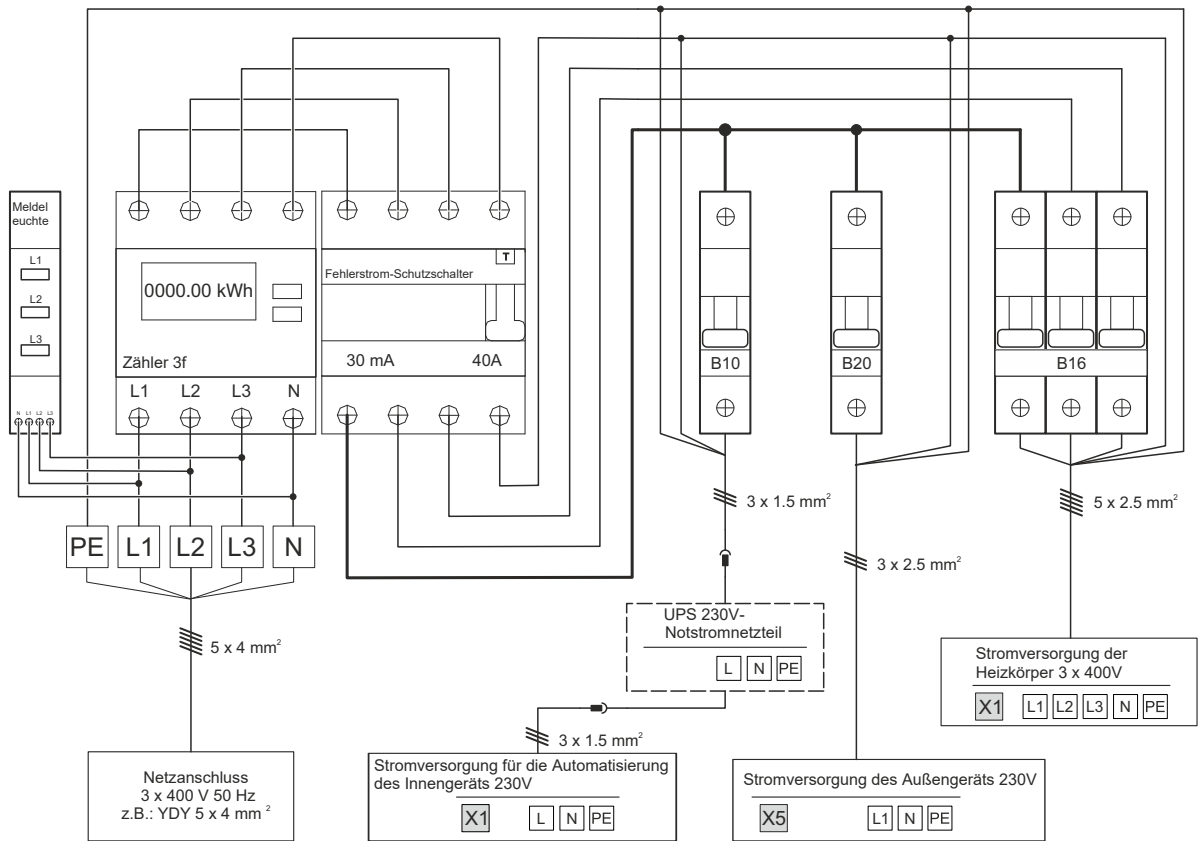 Meldel
euchte
L1
L2
L3
N L1 L2 L3
0000.00 kWh
Zähler 3f
L1 L2 L3 N
T
Fehlerstrom-Schutzschalter
30 mA 40A
B10
B20
B16
PE L1 L2 L3 N
5 x 4 mm²
Netzanschluss
3 x 400 V 50 Hz
z.B.: YDY 5 x 4 mm ²
3 x 1.5 mm²
UPS 230V-
Notstromnetzteil
L N PE
3 x 1.5 mm²
Stromversorgung für die Automatisierung
des Innengeräts 230V
X1 L N PE
3 x 2.5 mm²
Stromversorgung des Außengeräts 230V
X5 L1 N PE
5 x 2.5 mm²
Stromversorgung der
Heizkörper 3 x 400V
X1 L1 L2 L3 N PE